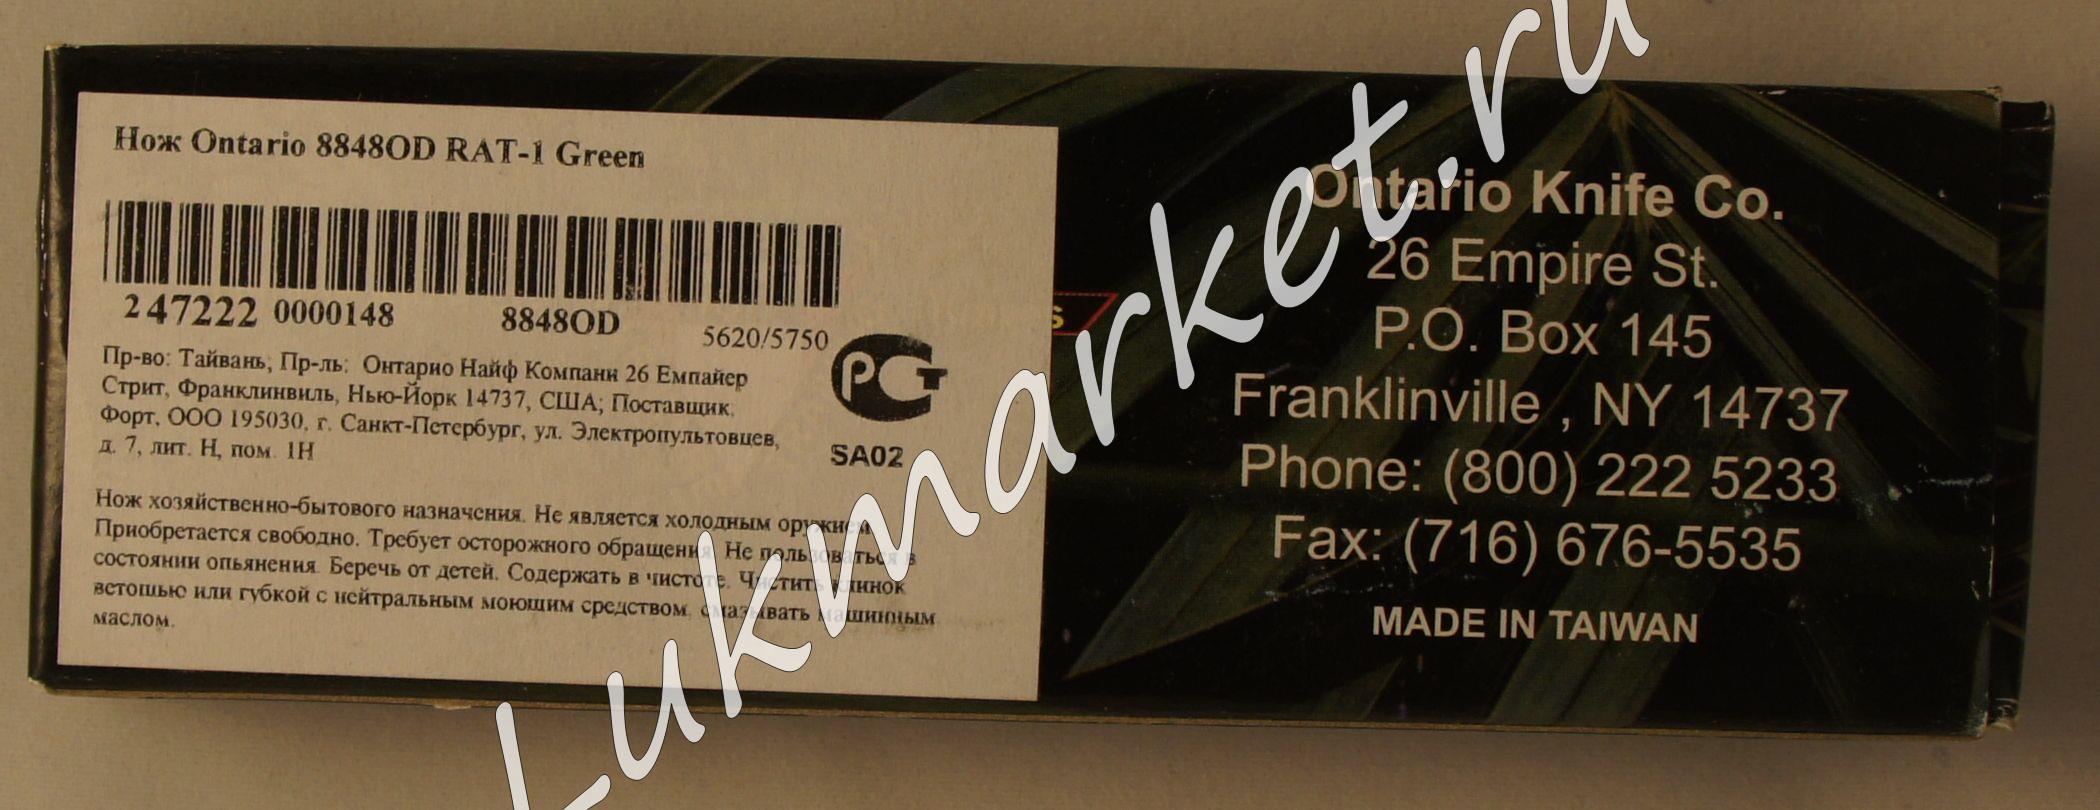 Нож Ontario 8848OD RAT-1 Green
2 47222 0000148 8848OD 5620/5750
Пр-во: Тайвань, Пр-ль: Онтарио Найф Компани 26 Емпайер
Стрит, Франклинвиль, Нью-Йорк 14737, США; Поставщик.
Форт, ООО 195030, г. Санкт-Петербург, ул. Электропультовцев,
д. 7, лит. Н, пом. 1Н
РСТ
SA02
Нож хозяйственно-бытового назначения. Не является холодным оружием
Приобретается свободно. Требует осторожного обращения. Не пользоваться в
состоянии опьянения. Беречь от детей. Содержать в чистоте. Чистить клинок
ветошью или губкой с нейтральным моющим средством, смазывать машинным
маслом.
S
Ontario Knife Co.
26 Empire St.
P.O. Box 145
Franklinville , NY 14737
Phone: (800) 222 5233
Fax: (716) 676-5535
MADE IN TAIWAN
Lukmarket.ru